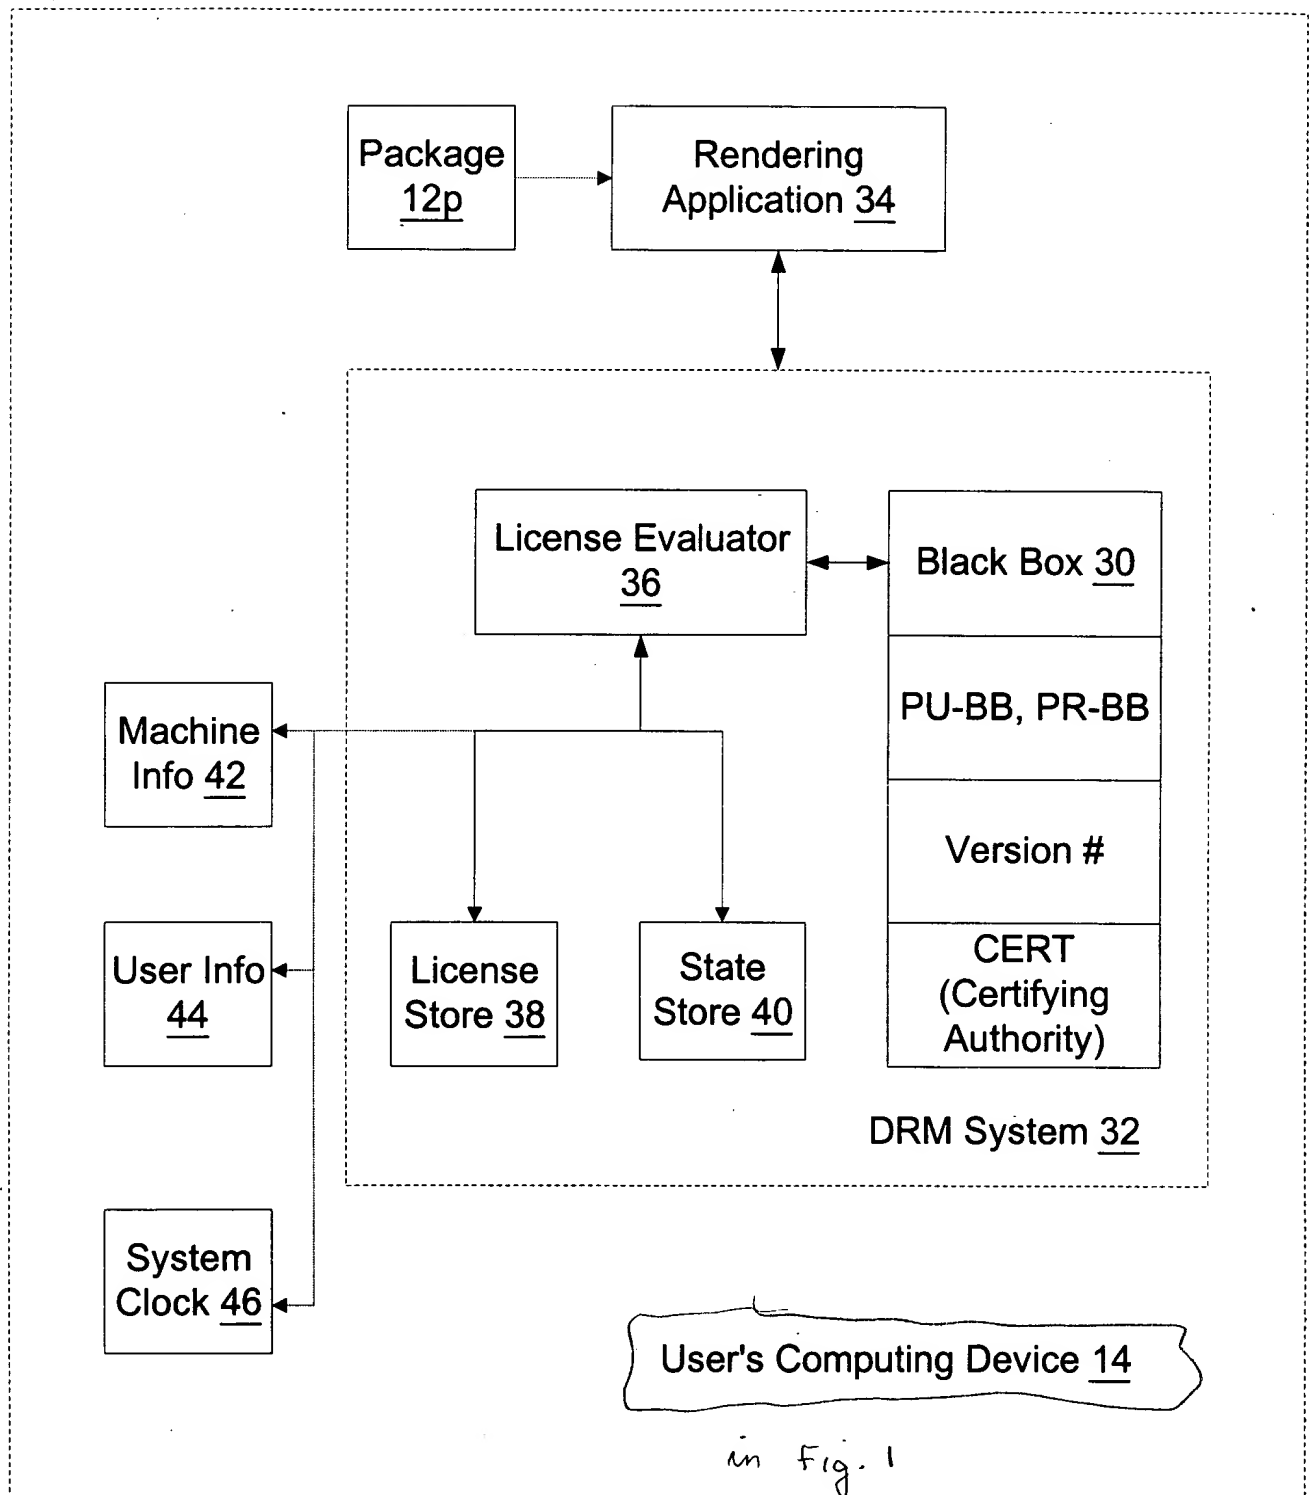 Package
12p
Rendering
Application 34
License Evaluator
36
Black Box 30
PU-BB, PR-BB
Version #
CERT
(Certifying
Authority)
Machine
Info 42
User Info
44
System
Clock 46
License
Store 38
State
Store 40
DRM System 32
User's Computing Device 14
in Fig. 1